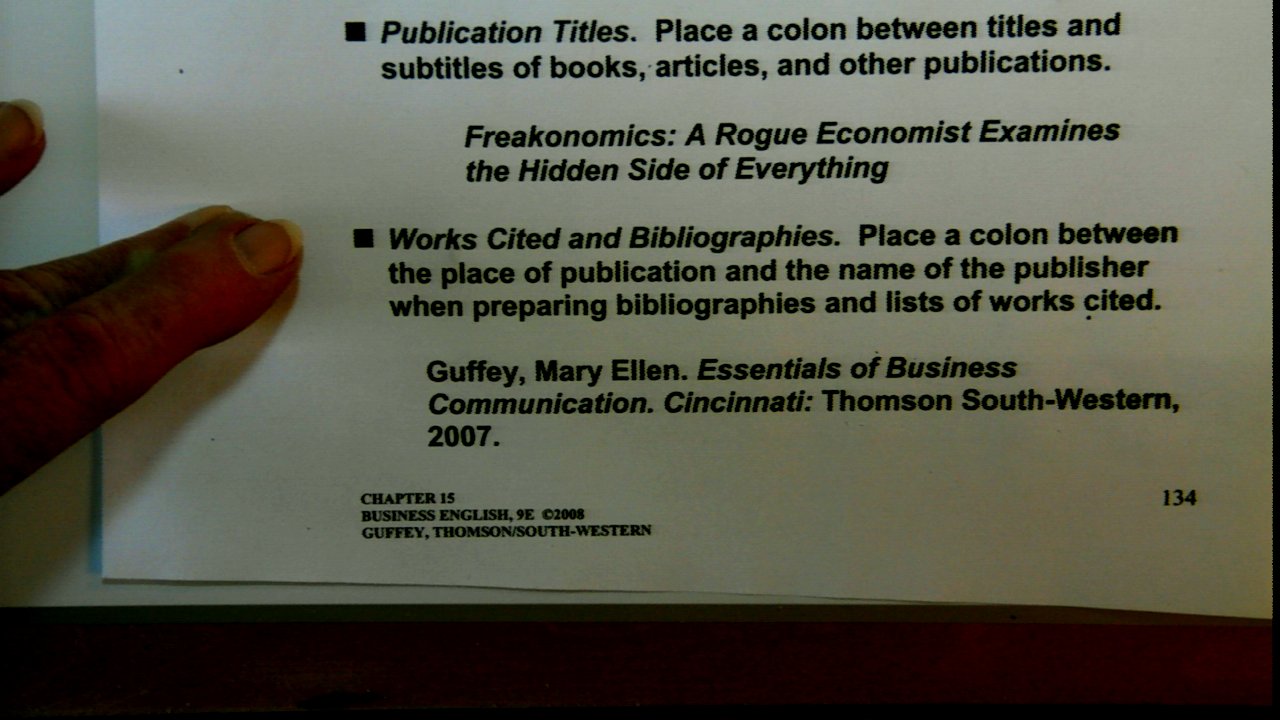 ■ Publication Titles. Place a colon between titles and
subtitles of books, articles, and other publications.
Freakonomics: A Rogue Economist Examines
the Hidden Side of Everything
■ Works Cited and Bibliographies. Place a colon between
the place of publication and the name of the publisher
when preparing bibliographies and lists of works cited.
Guffey, Mary Ellen. Essentials of Business
Communication. Cincinnati: Thomson South-Western,
2007.
CHAPTER 15
134
BUSINESS ENGLISH, 9E ©2008
GUFFEY, THOMSON/SOUTH-WESTERN